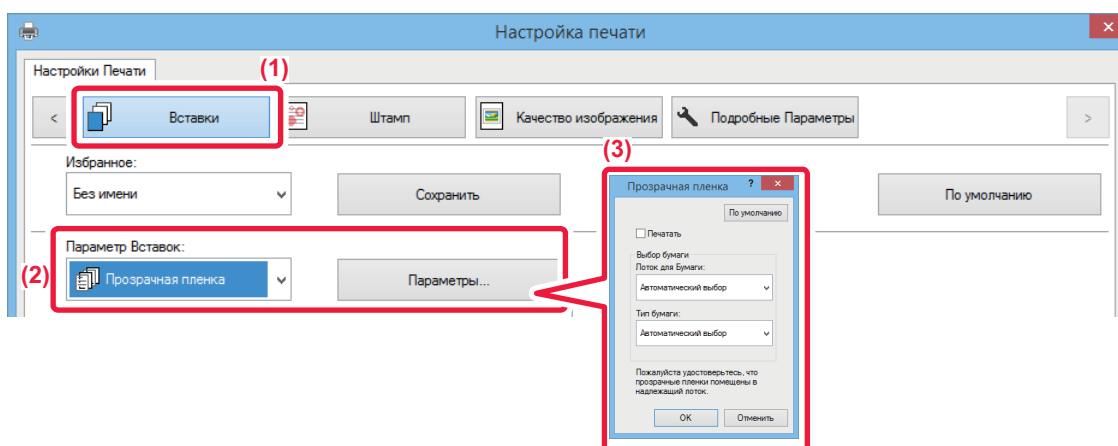 Настройка печати
Настройки Печати
(1)
Вставки
Штамп
Качество изображения
Подробные Параметры
Избранное:
Без имени
Сохранить
По умолчанию
(2)
Параметр Вставок:
Прозрачная пленка
Параметры...
(3)
Прозрачная пленка
По умолчанию
Печатать
Выбор бумаги
Лоток для Бумаги:
Автоматический выбор
Тип бумаги:
Автоматический выбор
Пожалуйста удостоверьтесь, что
прозрачные пленки помещены в
надлежащий лоток.
OK
Отменить